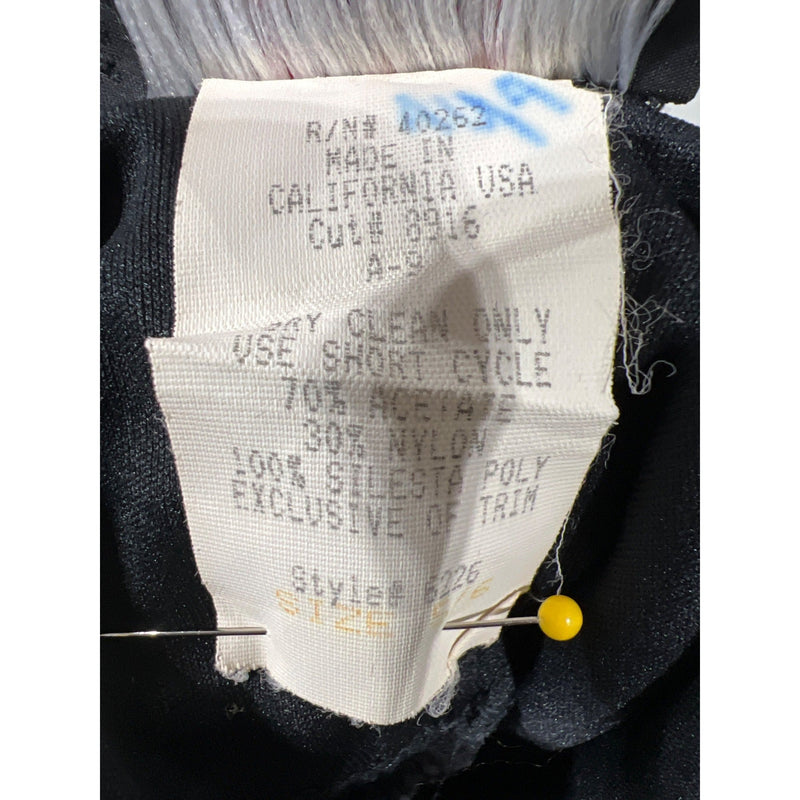 R/N# 40262
MADE IN
CALIFORNIA USA
Cut# 8916
DRY CLEAN ONLY
USE SHORT CYCLE
70% ACETATE
30% NYLON
100% SILESTA POLY
EXCLUSIVE OF TRIM
Style# 6226
SIZE